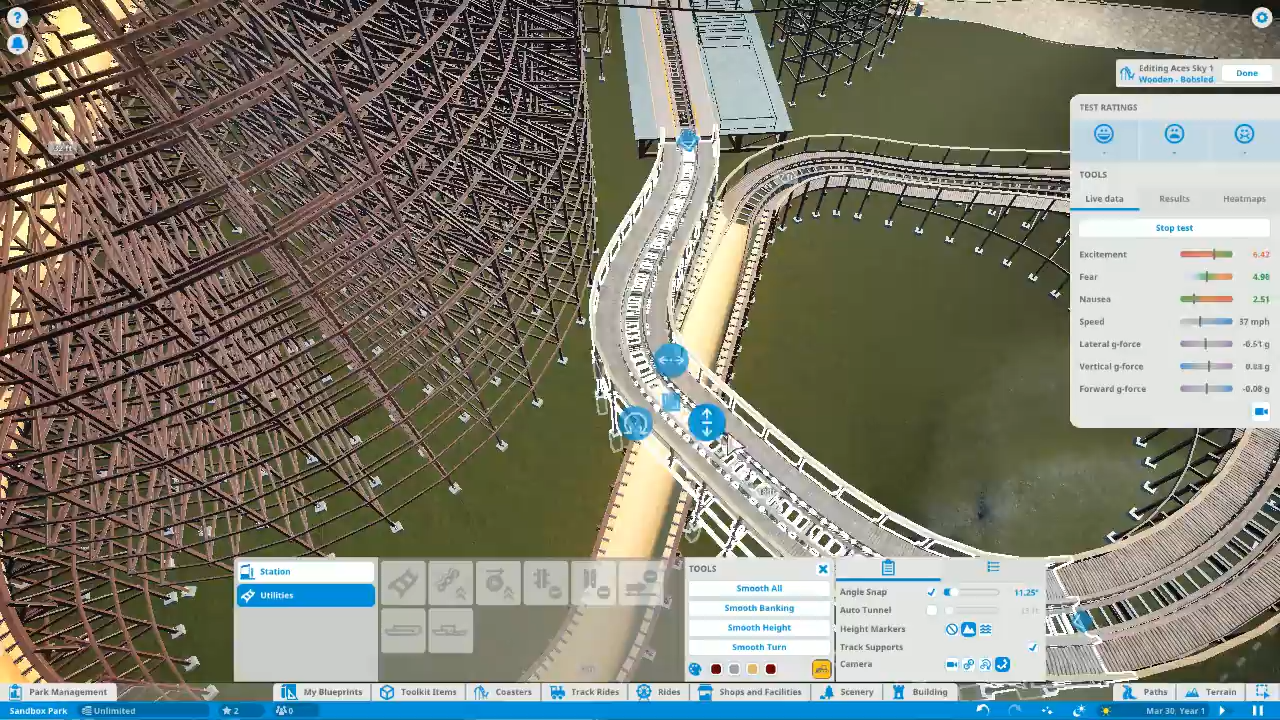 ?
Editing Aces Sky 1
Wooden - Bobsled
Done
TEST RATINGS
TOOLS
Live data
Results
Heatmaps
Stop test
Excitement 6.42
Fear 4.98
Nausea 2.51
Speed 37 mph
Lateral g-force -0.51 g
Vertical g-force 0.83 g
Forward g-force -0.08 g
Station
Utilities
TOOLS
Smooth All
Smooth Banking
Smooth Height
Smooth Turn
Angle Snap 11.25°
Auto Tunnel
Height Markers
Track Supports
Camera
Park Management
My Blueprints
Toolkit Items
Coasters
Track Rides
Rides
Shops and Facilities
Scenery
Building
Paths
Terrain
Sandbox Park
Unlimited
2
0
Mar 30, Year 1